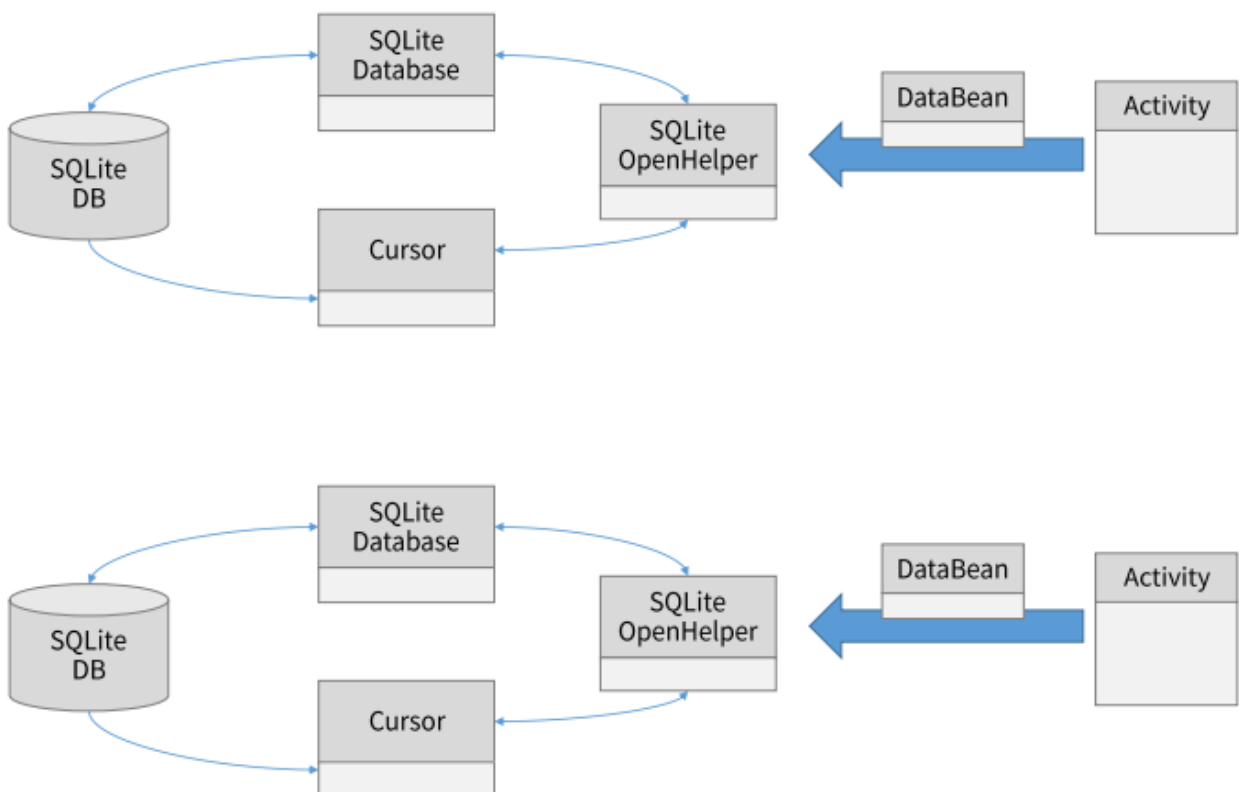 SQLite
Database
DataBean
Activity
SQLite
OpenHelper
SQLite
DB
Cursor
SQLite
Database
DataBean
Activity
SQLite
OpenHelper
SQLite
DB
Cursor